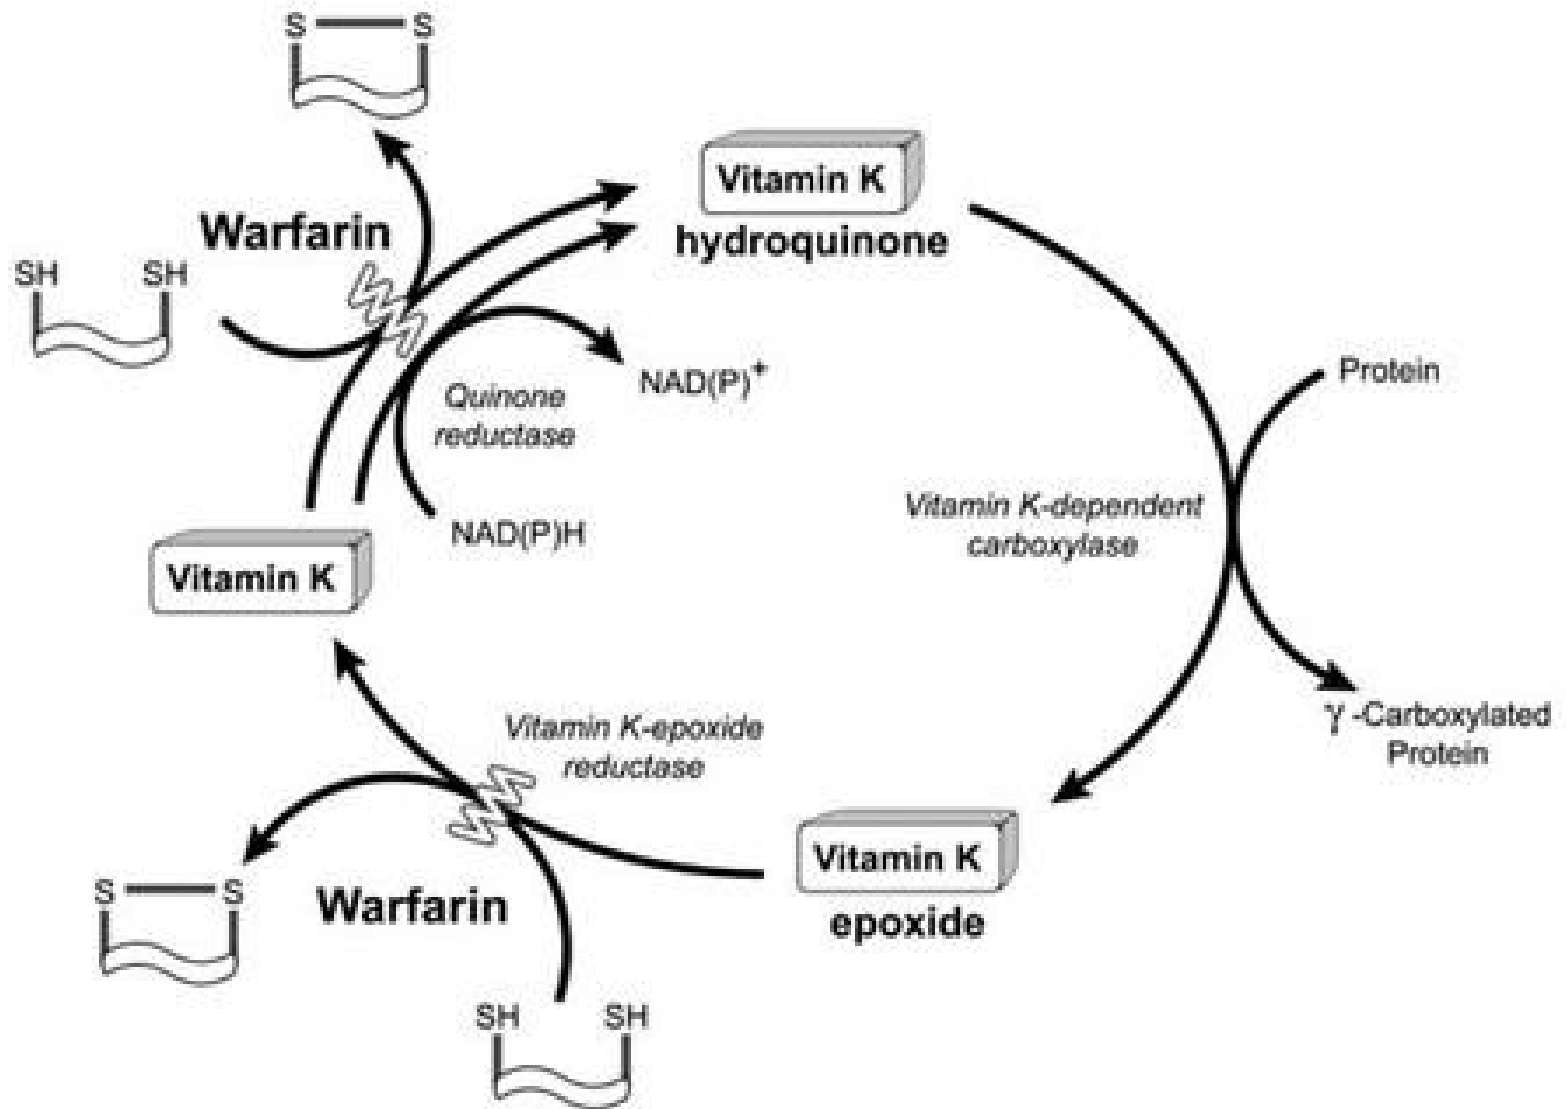 S S
Vitamin K
hydroquinone
Warfarin
SH SH
NAD(P)+
Quinone
reductase
Protein
NAD(P)H
Vitamin K-dependent
carboxylase
Vitamin K
γ-Carboxylated
Protein
Vitamin K-epoxide
reductase
Vitamin K
epoxide
S S
Warfarin
SH SH